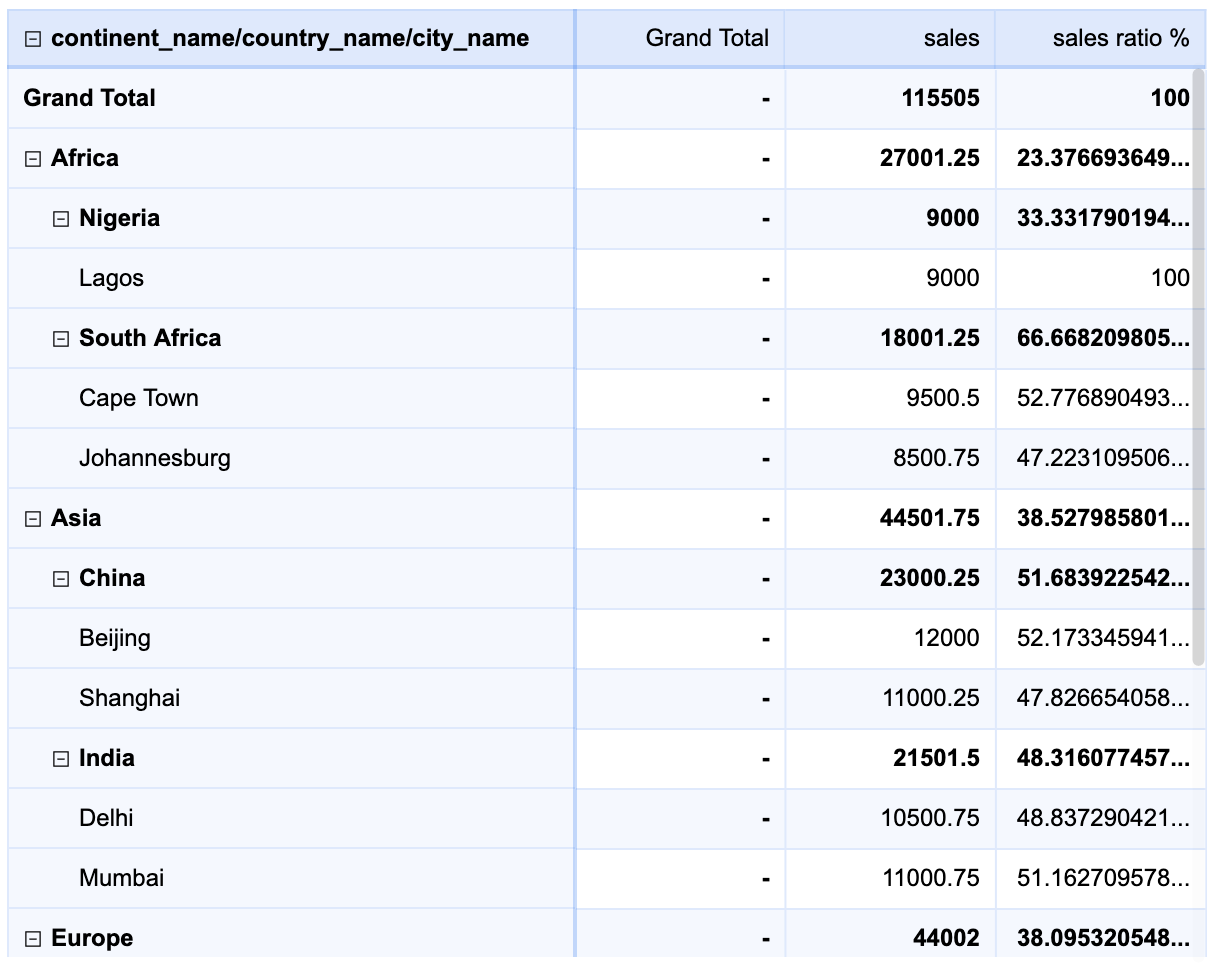 continent_name/country_name/city_name Grand Total sales sales ratio %
Grand Total - 115505 100
Africa - 27001.25 23.376693649...
Nigeria - 9000 33.331790194...
Lagos - 9000 100
South Africa - 18001.25 66.668209805...
Cape Town - 9500.5 52.776890493...
Johannesburg - 8500.75 47.223109506...
Asia - 44501.75 38.527985801...
China - 23000.25 51.683922542...
Beijing - 12000 52.173345941...
Shanghai - 11000.25 47.826654058...
India - 21501.5 48.316077457...
Delhi - 10500.75 48.837290421...
Mumbai - 11000.75 51.162709578...
Europe - 44002 38.095320548...